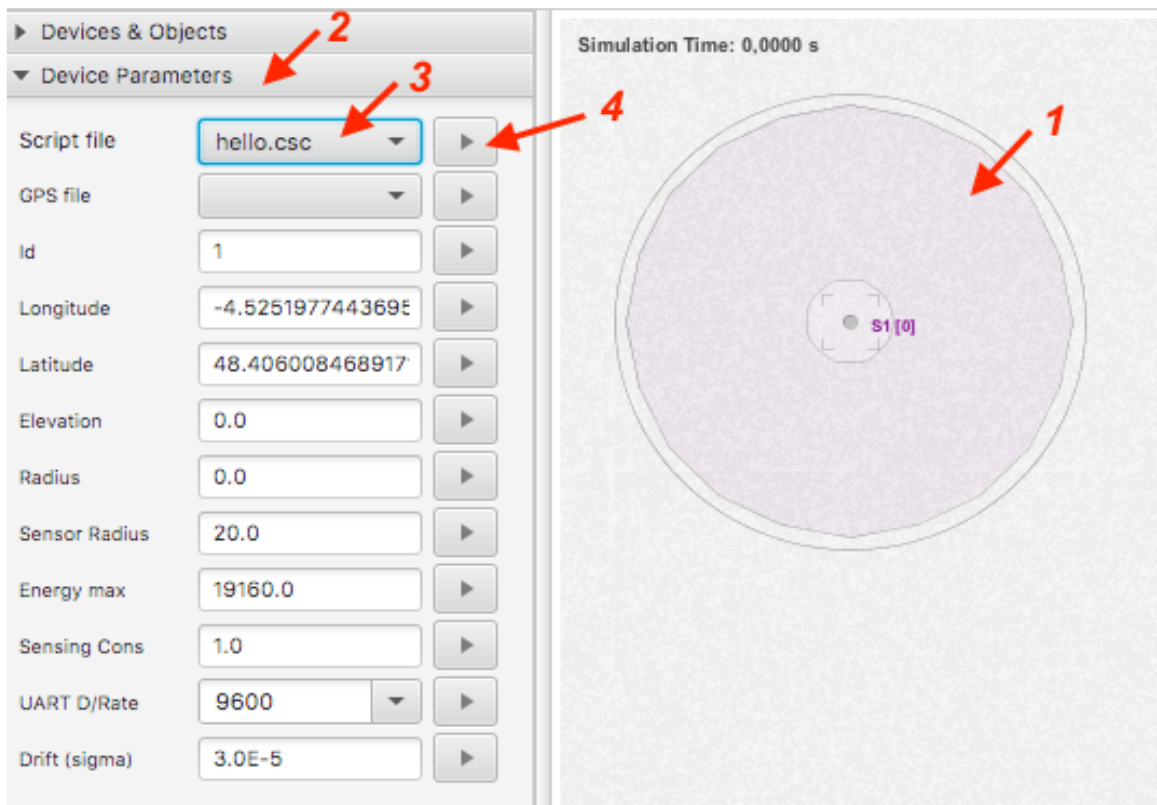 Devices & Objects
2
Device Parameters
3
Script file
hello.csc
4
GPS file
Id
1
Longitude
-4.5251977443695
Latitude
48.406008468917
Elevation
0.0
Radius
0.0
Sensor Radius
20.0
Energy max
19160.0
Sensing Cons
1.0
UART D/Rate
9600
Drift (sigma)
3.0E-5
Simulation Time: 0,0000 s
1
S1 [0]